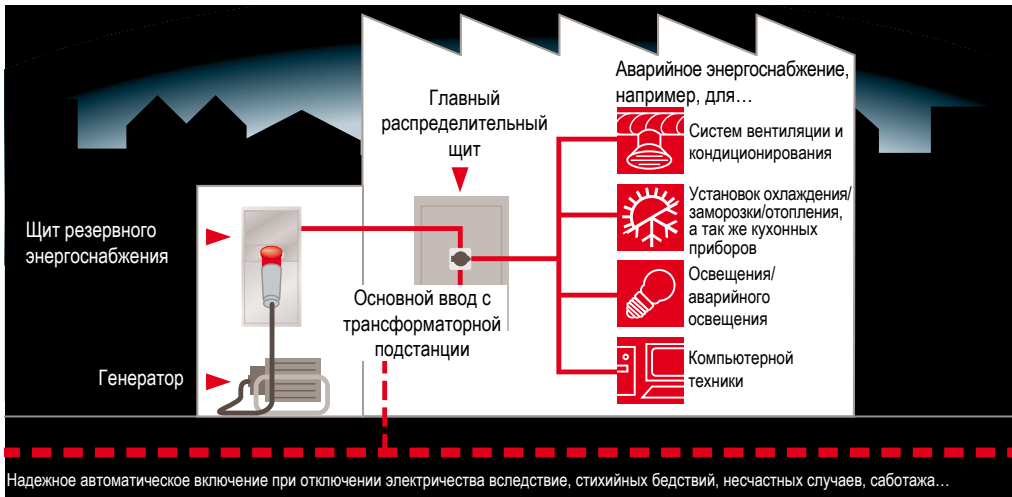 Аварийное энергоснабжение,
например, для…
Главный
распределительный
щит
Систем вентиляции и
кондиционирования
Установок охлаждения/
заморозки/отопления,
а так же кухонных
приборов
Щит резервного
энергоснабжения
Освещения/
аварийного
освещения
Основной ввод с
трансформаторной
подстанции
Компьютерной
техники
Генератор
Надежное автоматическое включение при отключении электричества вследствие, стихийных бедствий, несчастных случаев, саботажа…